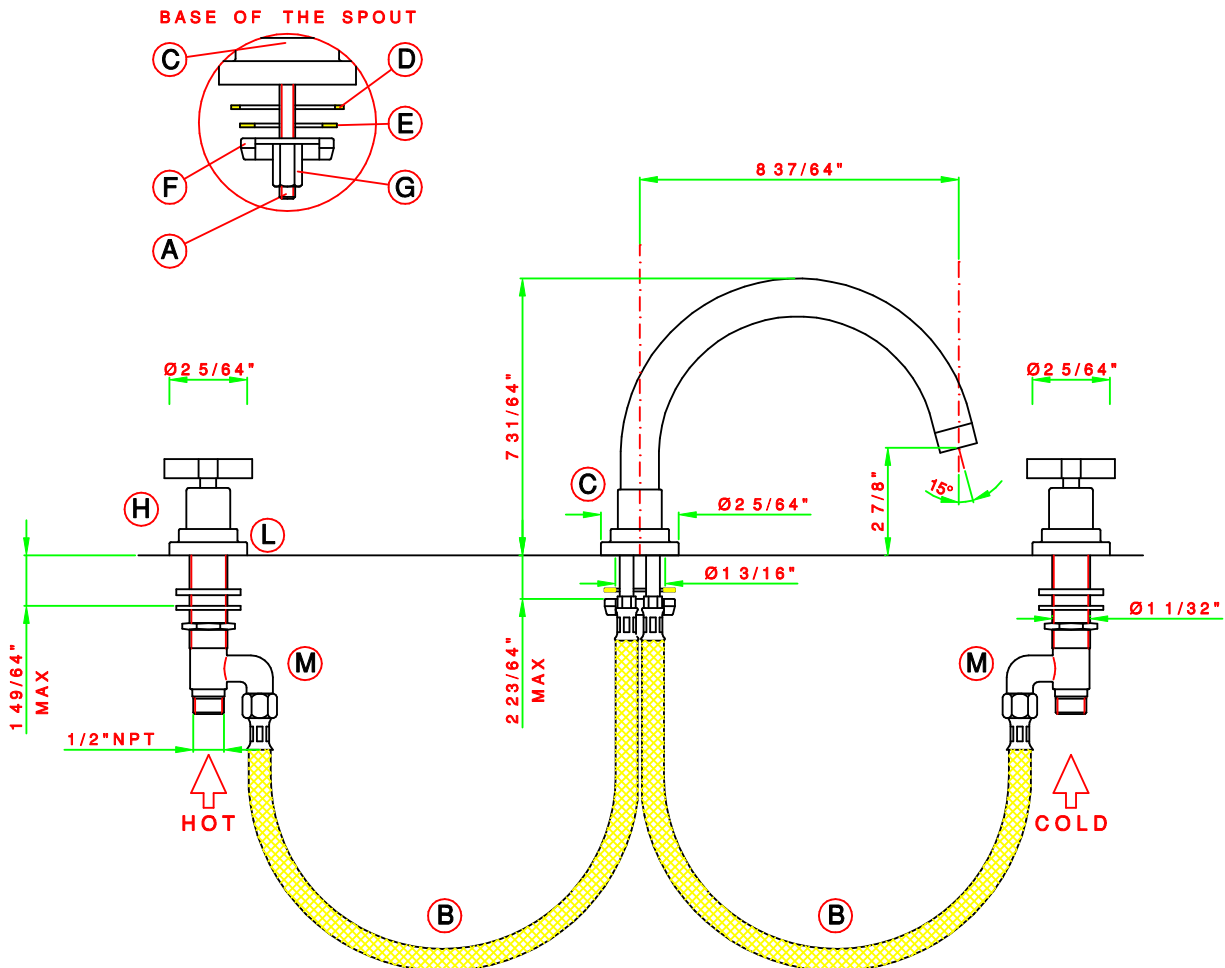 BASE OF THE SPOUT
C
D
E
F
G
A
8 37/64"
Ø2 5/64"
Ø2 5/64"
7 31/64"
C
2 7/8"
15°
H
Ø2 5/64"
L
Ø1 3/16"
Ø1 1/32"
1 49/64"
MAX
M
2 23/64"
MAX
M
1/2"NPT
HOT
COLD
B
B